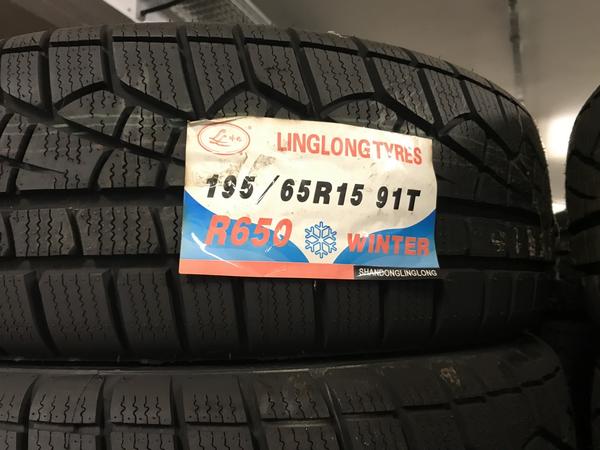 LINGLONG TYRES
195/65R15 91T
R650 WINTER
SHANDONGLINGLONG